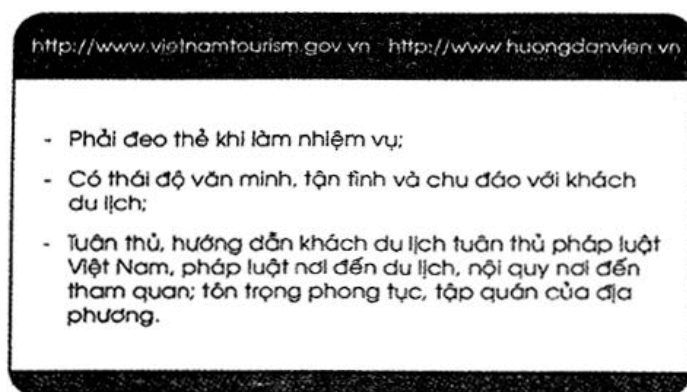 http://www.vietnamtourism.gov.vn http://www.huongdanvien.vn
- Phải đeo thẻ khi làm nhiệm vụ;
- Có thái độ văn minh, tận tình và chu đáo với khách
du lịch;
- Tuân thủ, hướng dẫn khách du lịch tuân thủ pháp luật
Việt Nam, pháp luật nơi đến du lịch, nội quy nơi đến
tham quan; tôn trọng phong tục, tập quán của địa
phương.